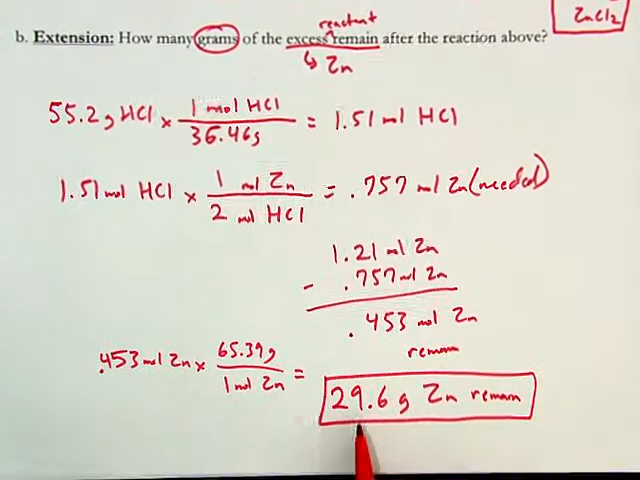 ZnCl2
reactant
b. Extension: How many grams of the excess remain after the reaction above?
↳ Zn
55.2g HCl × 1 mol HCl / 36.46g = 1.51 mol HCl
1.51 mol HCl × 1 mol Zn / 2 mol HCl = .757 mol Zn (needed)
1.21 mol Zn
- .757 mol Zn
.453 mol Zn
remain
.453 mol Zn × 65.39g / 1 mol Zn =
29.6 g Zn remain